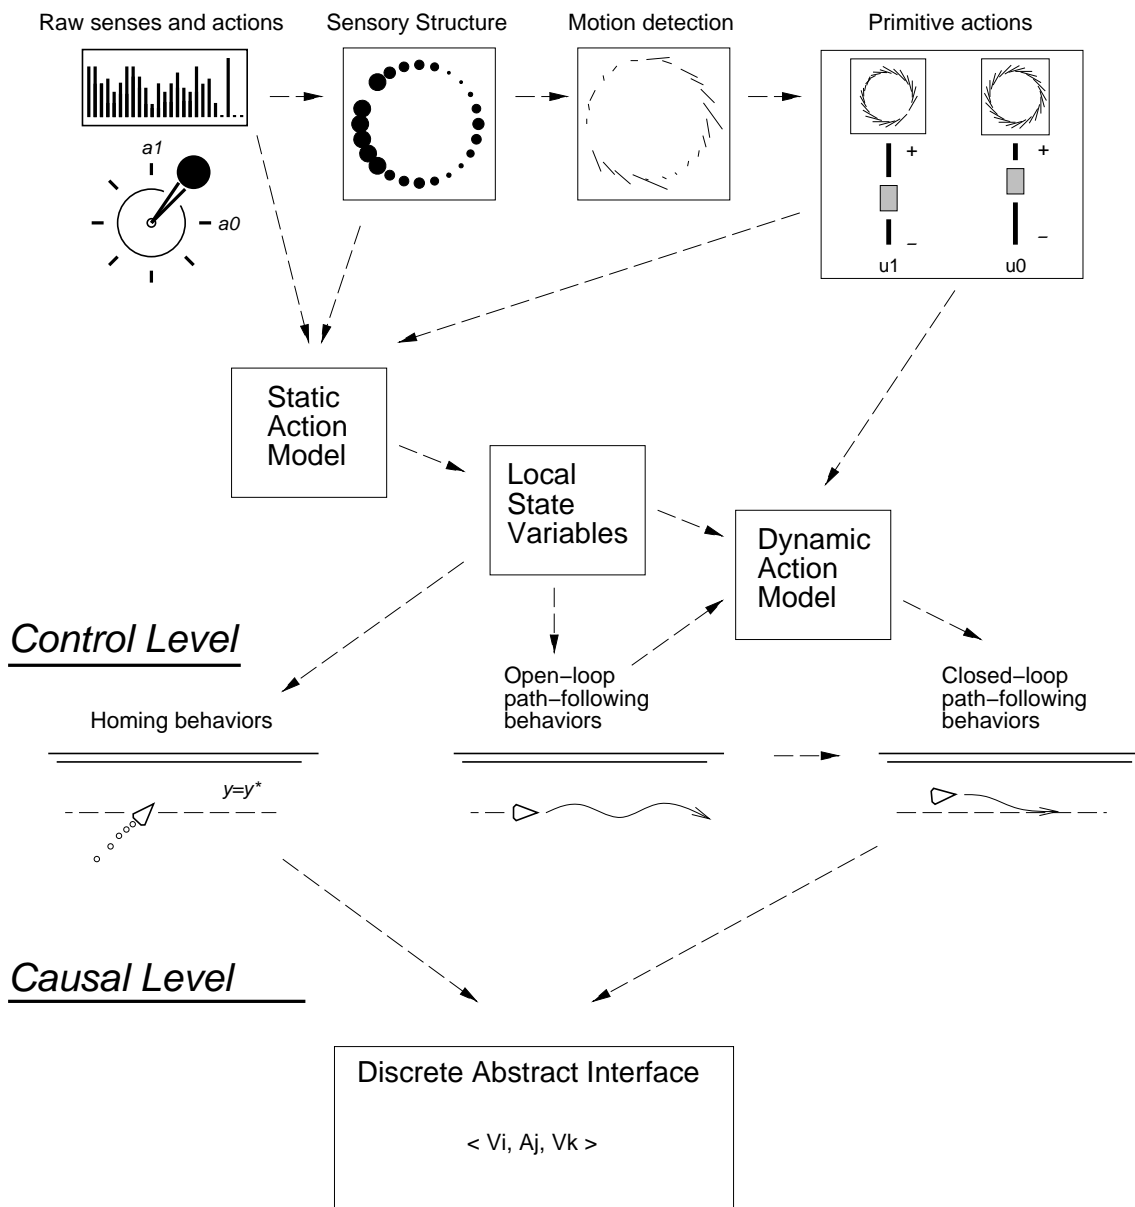 Raw senses and actions
Sensory Structure
Motion detection
Primitive actions
a1
a0
+
+
−
−
u1
u0
Static
Action
Model
Local
State
Variables
Dynamic
Action
Model
Control Level
Open−loop
path−following
behaviors
Closed−loop
path−following
behaviors
Homing behaviors
y=y*
Causal Level
Discrete Abstract Interface
< Vi, Aj, Vk >